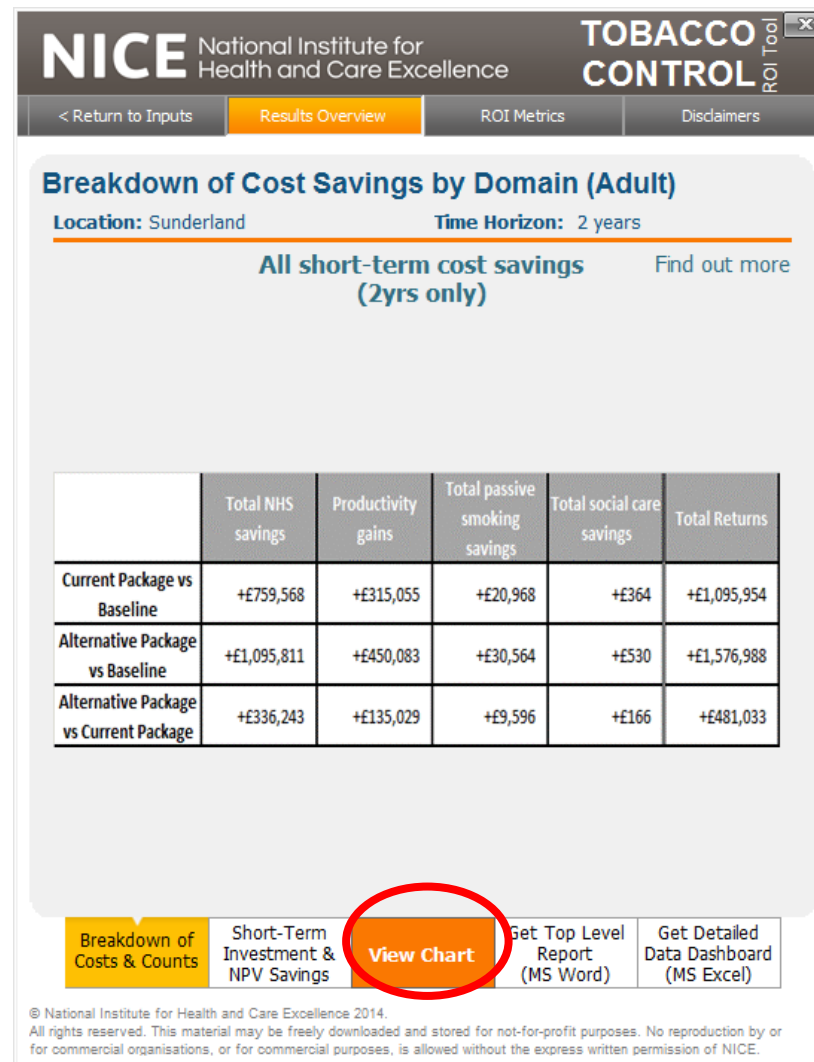 NICE National Institute for
Health and Care Excellence
TOBACCO
CONTROL
ROI Tool
x
< Return to Inputs
Results Overview
ROI Metrics
Disclaimers
Breakdown of Cost Savings by Domain (Adult)
Location: Sunderland
Time Horizon: 2 years
All short-term cost savings
(2yrs only)
Find out more
Total NHS
savings
Productivity
gains
Total passive
smoking
savings
Total social care
savings
Total Returns
Current Package vs
Baseline
+£759,568
+£315,055
+£20,968
+£364
+£1,095,954
Alternative Package
vs Baseline
+£1,095,811
+£450,083
+£30,564
+£530
+£1,576,988
Alternative Package
vs Current Package
+£336,243
+£135,029
+£9,596
+£166
+£481,033
Breakdown of
Costs & Counts
Short-Term
Investment &
NPV Savings
View Chart
Get Top Level
Report
(MS Word)
Get Detailed
Data Dashboard
(MS Excel)
© National Institute for Health and Care Excellence 2014.
All rights reserved. This material may be freely downloaded and stored for not-for-profit purposes. No reproduction by or
for commercial organisations, or for commercial purposes, is allowed without the express written permission of NICE.